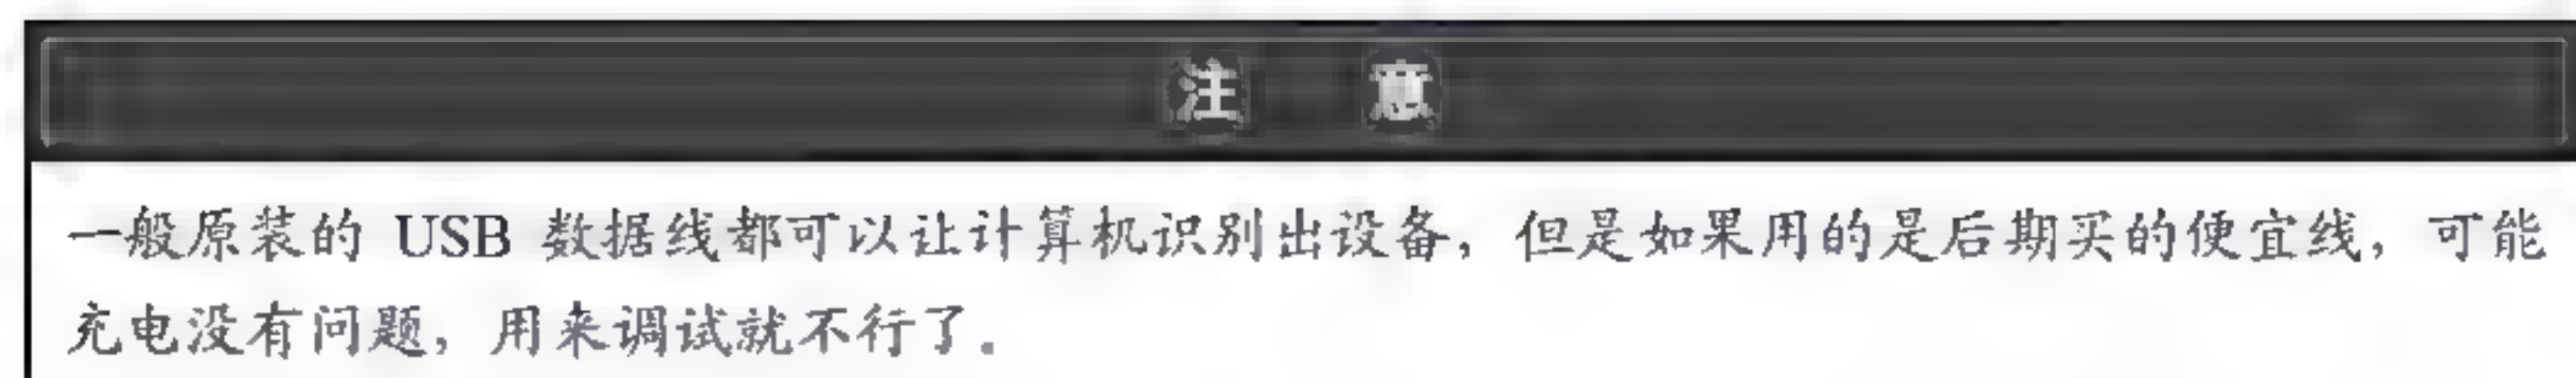 注 意
一般原装的 USB 数据线都可以让计算机识别出设备，但是如果用的是后期买的便宜线，可能
充电没有问题，用来调试就不行了。